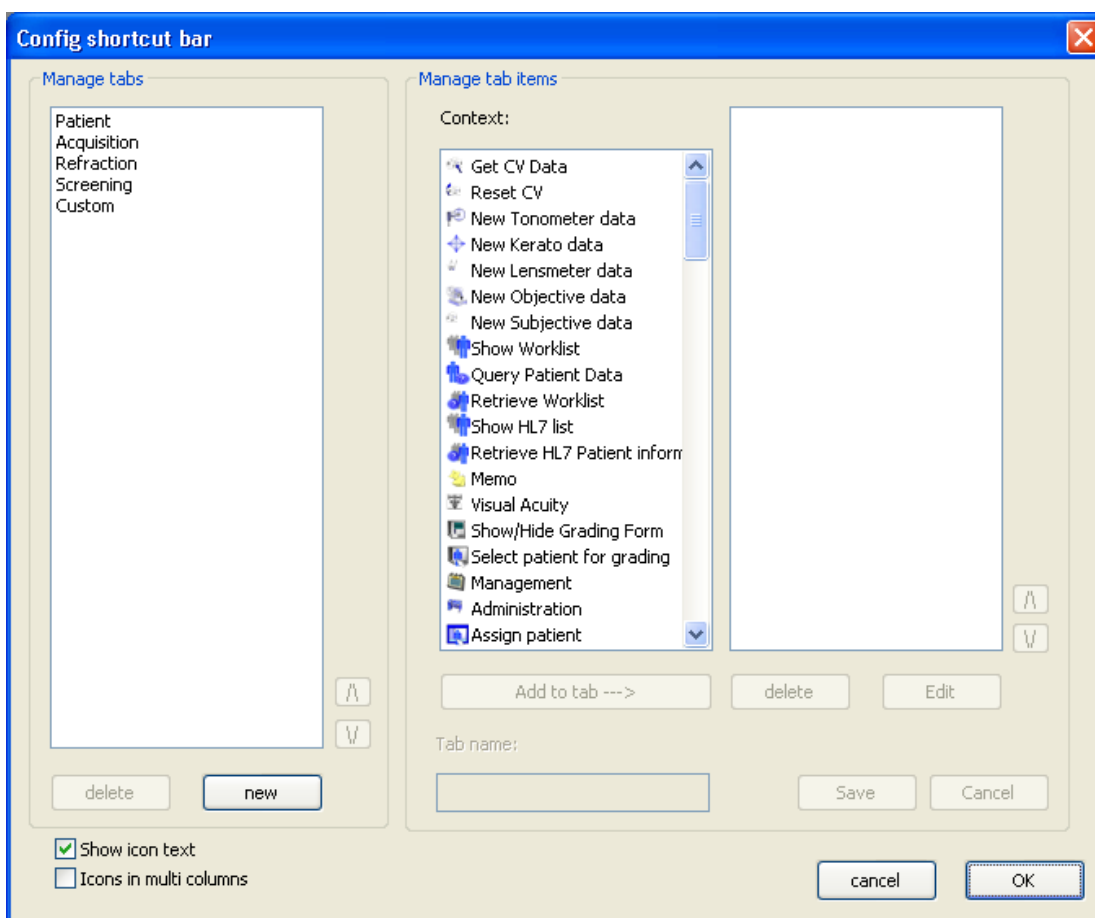 Config shortcut bar
Manage tabs
Patient
Acquisition
Refraction
Screening
Custom
/\
\/
delete
new
Manage tab items
Context:
Get CV Data
Reset CV
New Tonometer data
New Kerato data
New Lensmeter data
New Objective data
New Subjective data
Show Worklist
Query Patient Data
Retrieve Worklist
Show HL7 list
Retrieve HL7 Patient inform
Memo
Visual Acuity
Show/Hide Grading Form
Select patient for grading
Management
Administration
Assign patient
/\
\/
Add to tab --->
delete
Edit
Tab name:
Save
Cancel
Show icon text
Icons in multi columns
cancel
OK